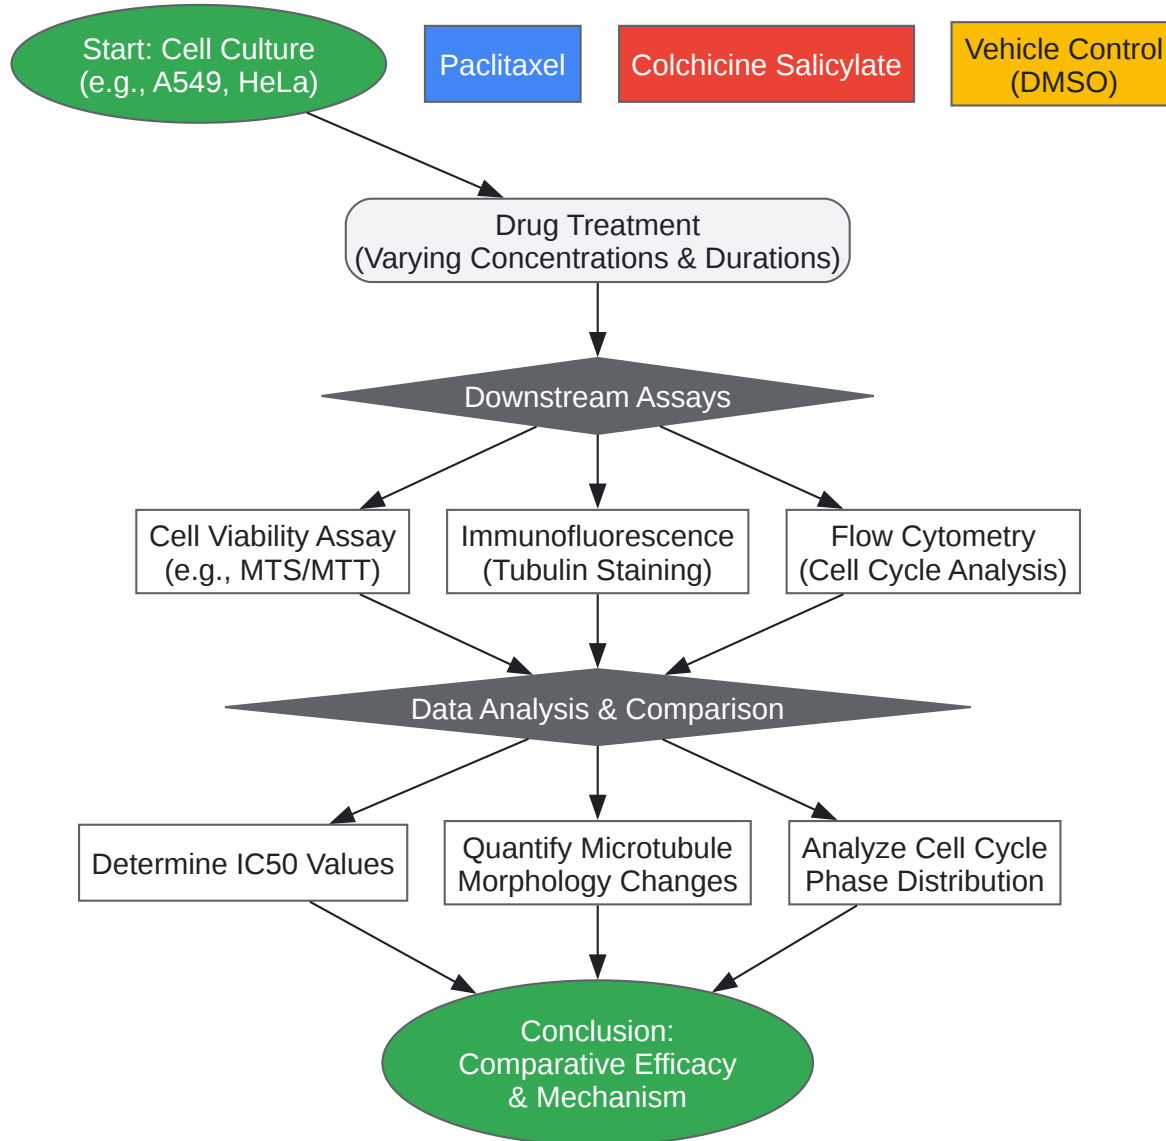 Start: Cell Culture
(e.g., A549, HeLa)
Paclitaxel
Colchicine Salicylate
Vehicle Control
(DMSO)
Drug Treatment
(Varying Concentrations & Durations)
Downstream Assays
Cell Viability Assay
(e.g., MTS/MTT)
Immunofluorescence
(Tubulin Staining)
Flow Cytometry
(Cell Cycle Analysis)
Data Analysis & Comparison
Determine IC50 Values
Quantify Microtubule
Morphology Changes
Analyze Cell Cycle
Phase Distribution
Conclusion:
Comparative Efficacy
& Mechanism